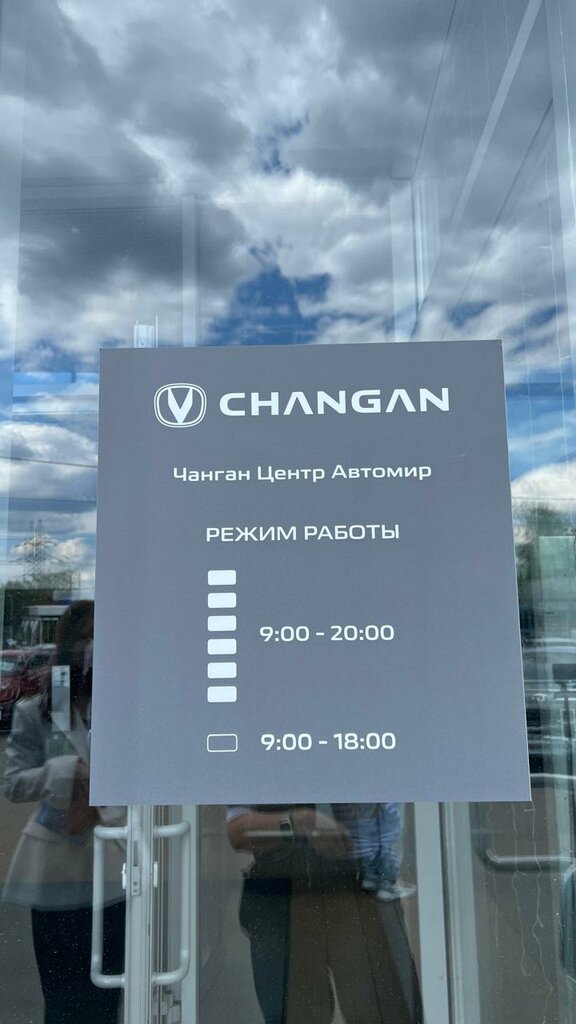 CHANGAN
Чанган Центр Автомир
РЕЖИМ РАБОТЫ
9:00 - 20:00
9:00 - 18:00